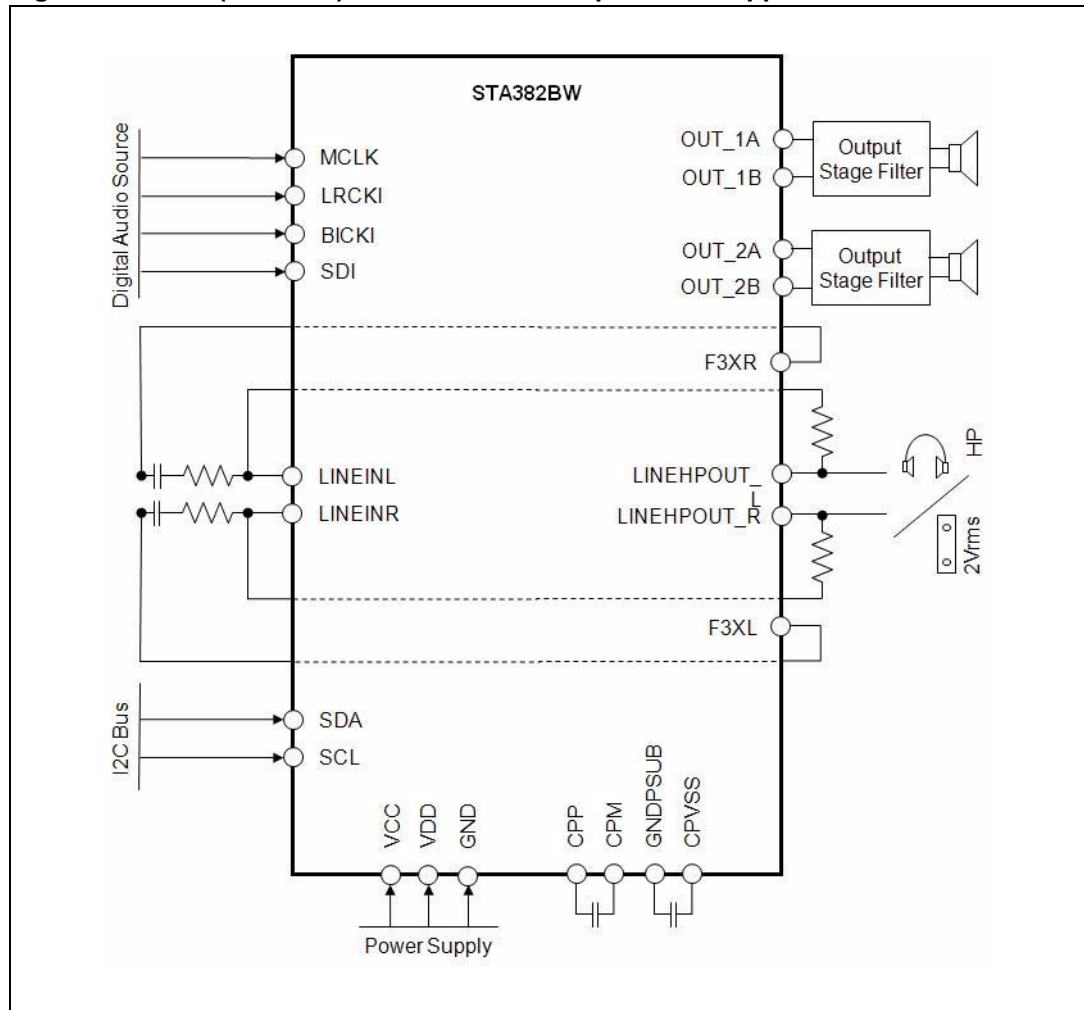 STA382BW
Digital Audio Source
MCLK
LRCKI
BICKI
SDI
OUT_1A
OUT_1B
Output
Stage Filter
OUT_2A
OUT_2B
Output
Stage Filter
F3XR
LINEINL
LINEINR
LINEHPOUT_
L
LINEHPOUT_R
HP
2Vrms
F3XL
I2C Bus
SDA
SCL
VCC
VDD
GND
CPP
CPM
GNDPSUB
CPVSS
Power Supply